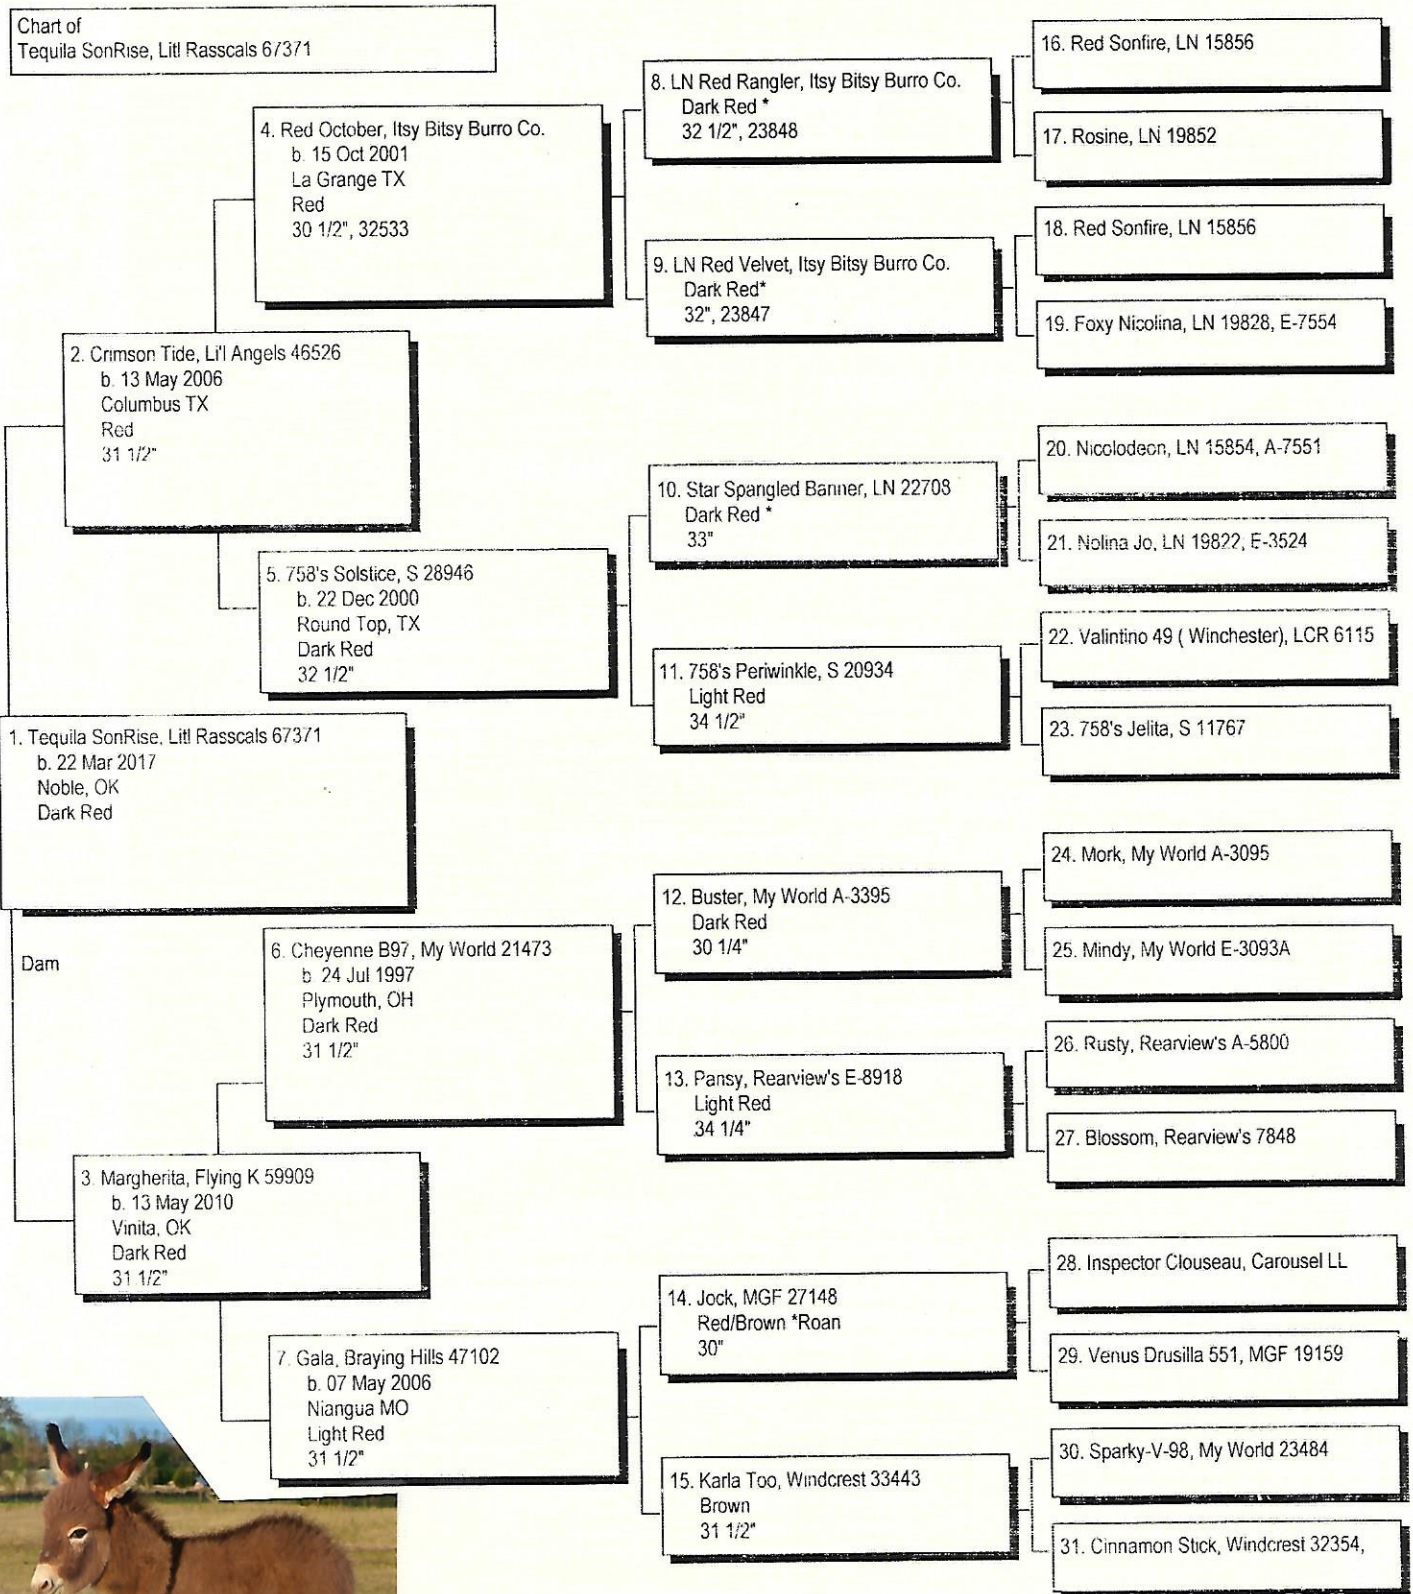 Chart of
Tequila SonRise, Litl Rasscals 67371
16. Red Sonfire, LN 15856
8. LN Red Rangler, Itsy Bitsy Burro Co.
Dark Red *
32 1/2", 23848
17. Rosine, LN 19852
4. Red October, Itsy Bitsy Burro Co.
b. 15 Oct 2001
La Grange TX
Red
30 1/2", 32533
18. Red Sonfire, LN 15856
9. LN Red Velvet, Itsy Bitsy Burro Co.
Dark Red*
32", 23847
19. Foxy Nicolina, LN 19828, E-7554
2. Crimson Tide, Li'l Angels 46526
b. 13 May 2006
Columbus TX
Red
31 1/2"
20. Nicolodeon, LN 15854, A-7551
10. Star Spangled Banner, LN 22708
Dark Red *
33"
21. Nolina Jo, LN 19822, E-3524
5. 758's Solstice, S 28946
b. 22 Dec 2000
Round Top, TX
Dark Red
32 1/2"
22. Valintino 49 ( Winchester), LCR 6115
11. 758's Periwinkle, S 20934
Light Red
34 1/2"
23. 758's Jelita, S 11767
1. Tequila SonRise, Litl Rasscals 67371
b. 22 Mar 2017
Noble, OK
Dark Red
24. Mork, My World A-3095
12. Buster, My World A-3395
Dark Red
30 1/4"
25. Mindy, My World E-3093A
Dam
6. Cheyenne B97, My World 21473
b 24 Jul 1997
Plymouth, OH
Dark Red
31 1/2"
26. Rusty, Rearview's A-5800
13. Pansy, Rearview's E-8918
Light Red
34 1/4"
27. Blossom, Rearview's 7848
3. Margherita, Flying K 59909
b. 13 May 2010
Vinita, OK
Dark Red
31 1/2"
28. Inspector Clouseau, Carousel LL
14. Jock, MGF 27148
Red/Brown *Roan
30"
29. Venus Drusilla 551, MGF 19159
7. Gala, Braying Hills 47102
b. 07 May 2006
Niangua MO
Light Red
31 1/2"
30. Sparky-V-98, My World 23484
15. Karla Too, Windcrest 33443
Brown
31 1/2"
31. Cinnamon Stick, Windcrest 32354,